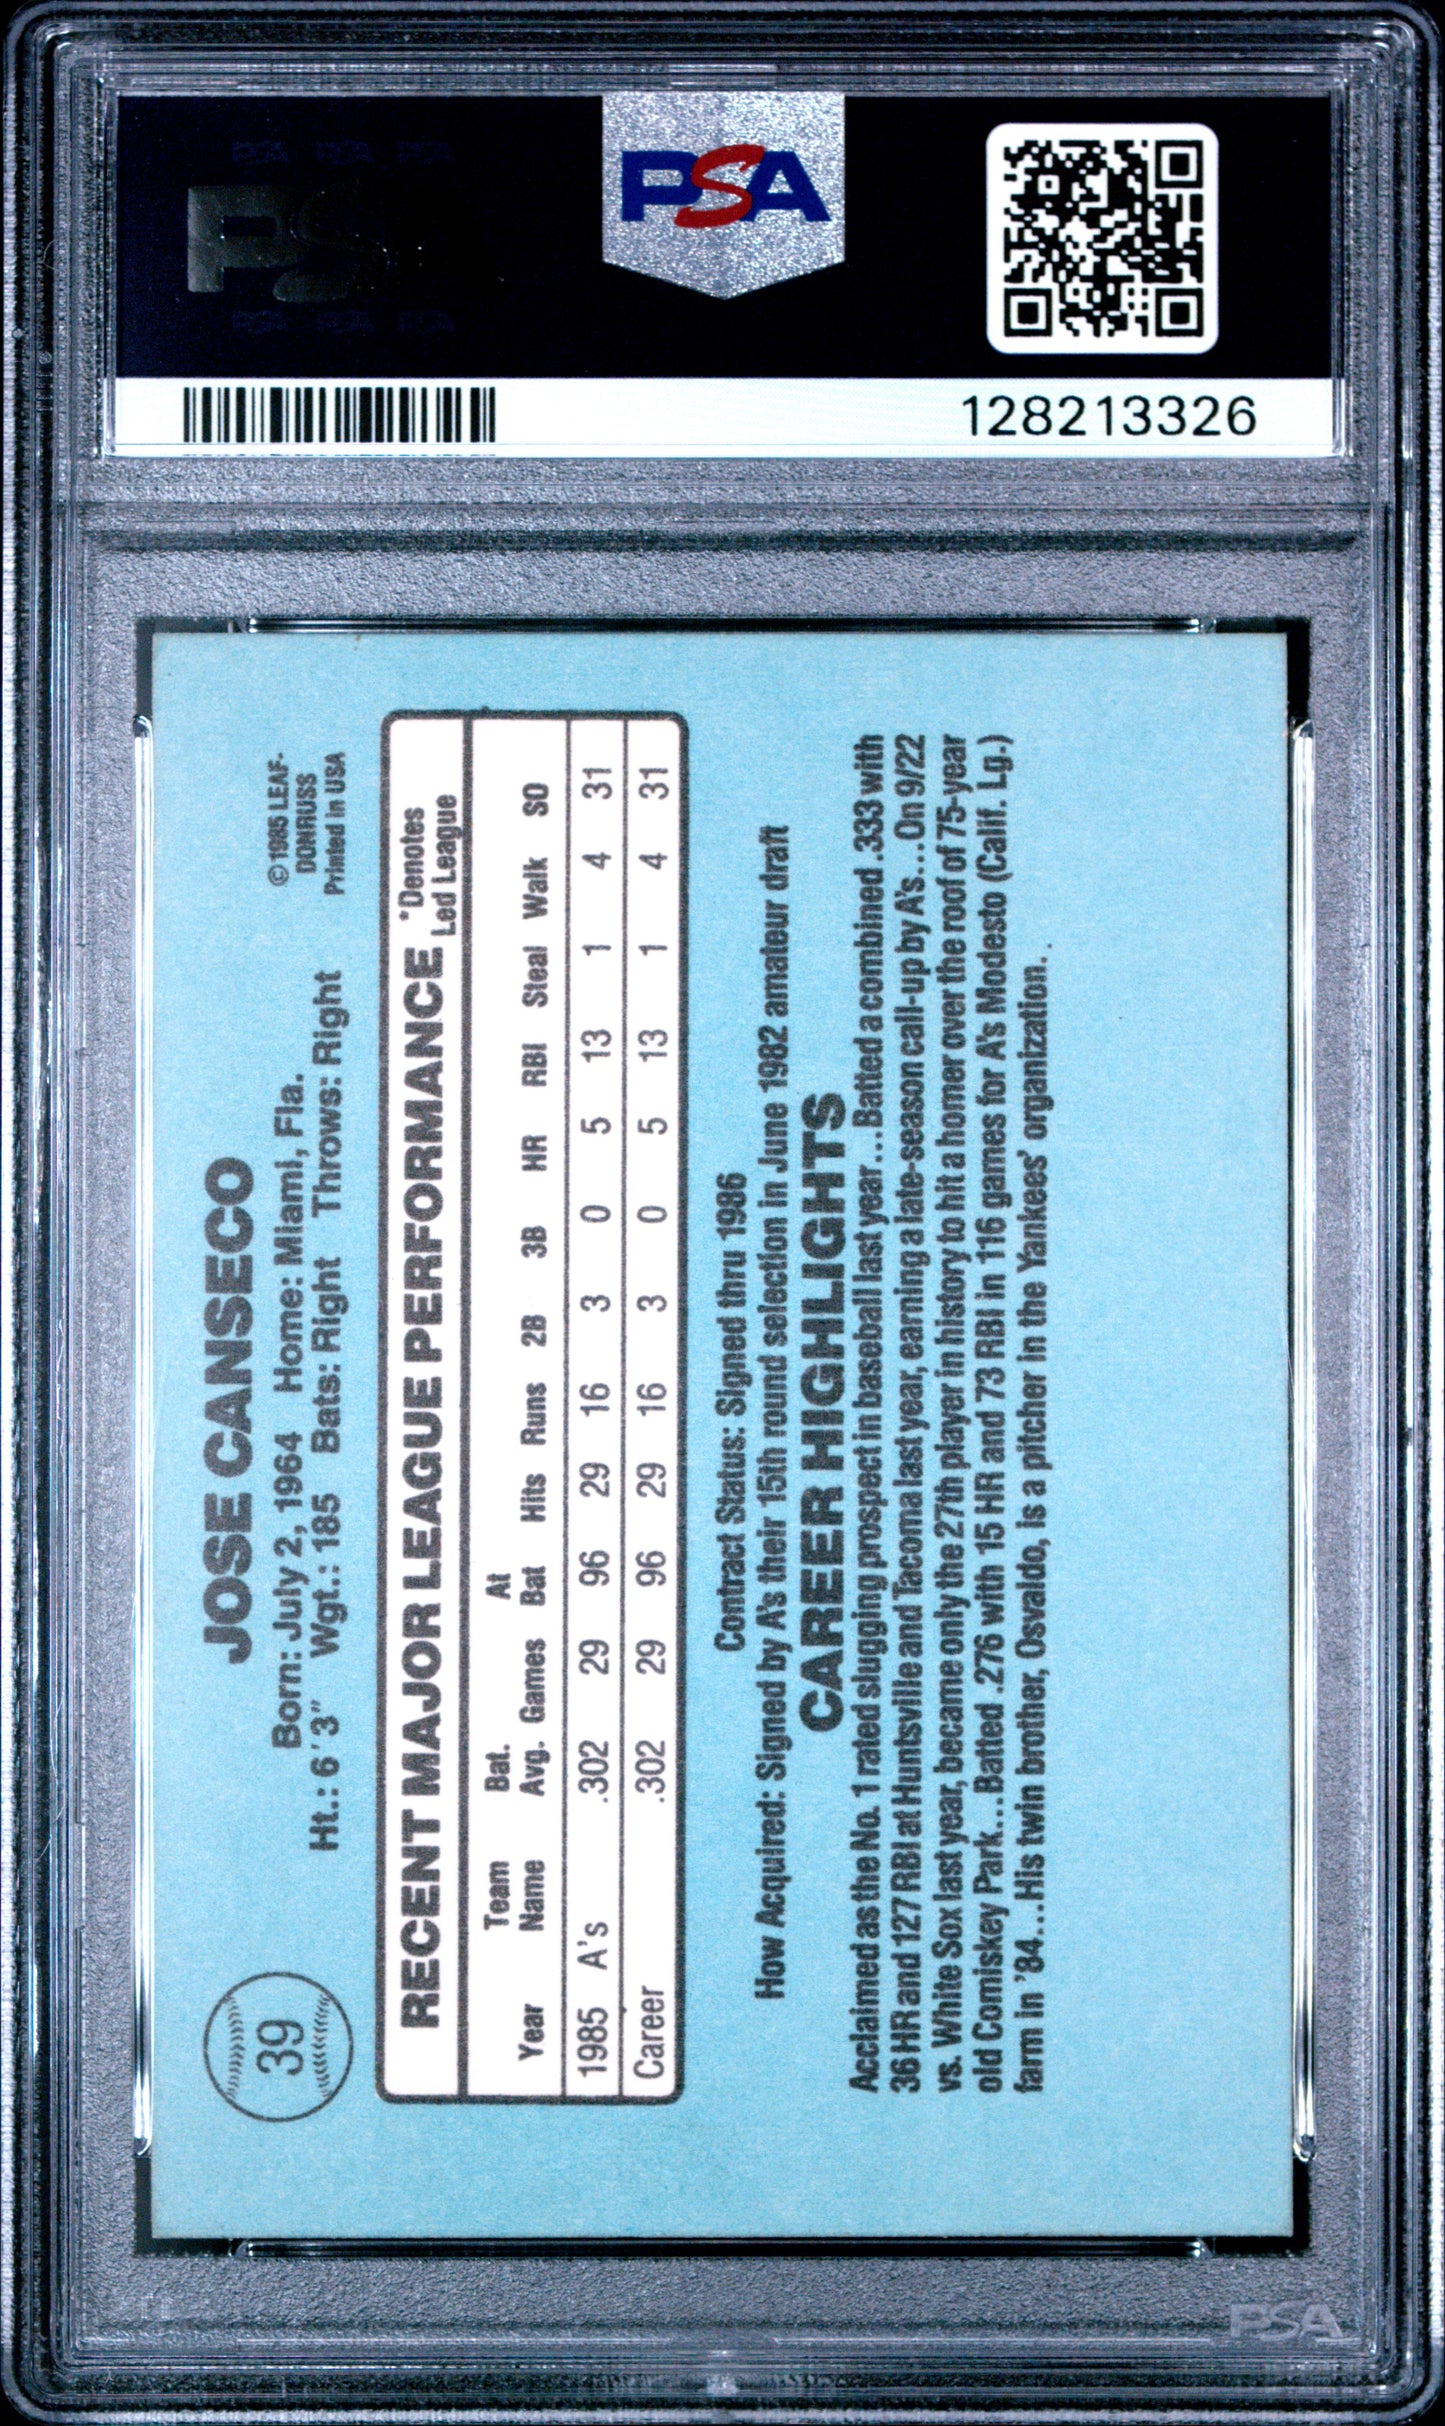 PSA
128213326
39
JOSE CANSECO
© 1985 LEAF-
DONRUSS
Printed in USA
Born: July 2, 1964 Home: Miami, Fla.
Ht.: 6'3" Wgt.: 185 Bats: Right Throws: Right
RECENT MAJOR LEAGUE PERFORMANCE *Denotes Led League
Year Team Name Bat. Avg. Games At Bat Hits Runs 2B 3B HR RBI Steal Walk SO
1985 A's .302 29 96 29 16 3 0 5 13 1 4 31
Career .302 29 96 29 16 3 0 5 13 1 4 31
Contract Status: Signed thru 1986
How Acquired: Signed by A's their 15th round selection in June 1982 amateur draft
CAREER HIGHLIGHTS
Acclaimed as the No. 1 rated slugging prospect in baseball last year...Batted a combined .333 with
36 HR and 127 RBI at Huntsville and Tacoma last year, earning a late-season call-up by A's...On 9/22
vs. White Sox last year, became only the 27th player in history to hit a homer over the roof of 75-year
old Comiskey Park...Batted .276 with 15 HR and 73 RBI in 116 games for A's Modesto (Calif. Lg.)
farm in '84...His twin brother, Osvaldo, is a pitcher in the Yankees' organization.
PSA